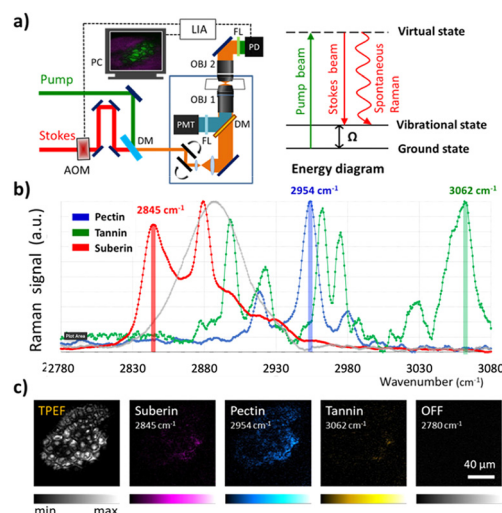 a)
LIA
FL
PD
PC
OBJ 2
OBJ 1
Pump
PMT
DM
FL
Stokes
DM
AOM
Virtual state
Pump beam
Stokes beam
Spontaneous Raman
Vibrational state
Ω
Ground state
Energy diagram
b)
2845 cm-1
2954 cm-1
3062 cm-1
Pectin
Tannin
Suberin
Raman signal (a.u.)
Plot Area
22780
2830
2880
2930
2980
3030
3080
Wavenumber (cm-1)
c)
TPEF
Suberin
2845 cm-1
Pectin
2954 cm-1
Tannin
3062 cm-1
OFF
2780 cm-1
40 μm
min max